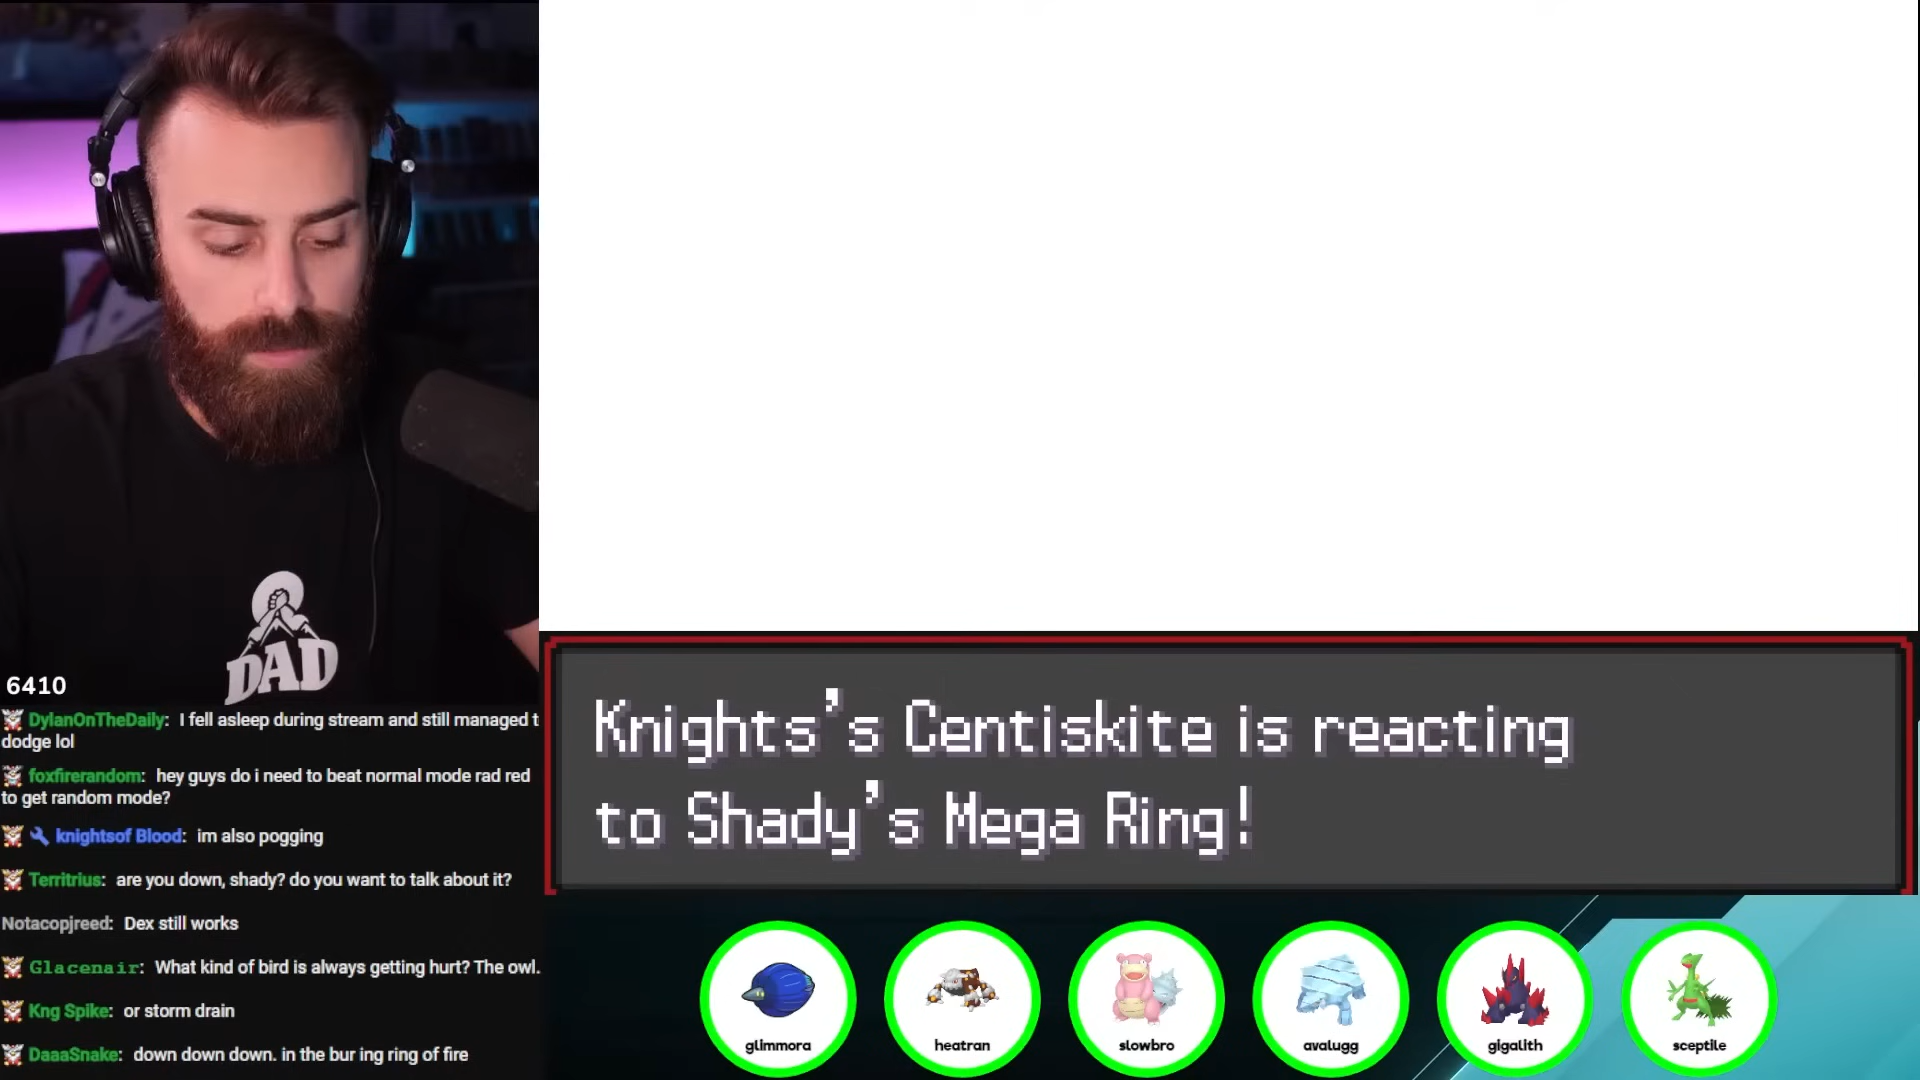 DAD
6410
DylanOnTheDaily: I fell asleep during stream and still managed t
dodge lol
foxfirerandom: hey guys do i need to beat normal mode rad red
to get random mode?
knightsof Blood: im also pogging
Territrius: are you down, shady? do you want to talk about it?
Notacopjreed: Dex still works
Glacenair: What kind of bird is always getting hurt? The owl.
Kng Spike: or storm drain
DaaaSnake: down down down. in the bur ing ring of fire
Knights's Centiskite is reacting
to Shady's Mega Ring!
glimmora heatran slowbro avalugg gigalith sceptile